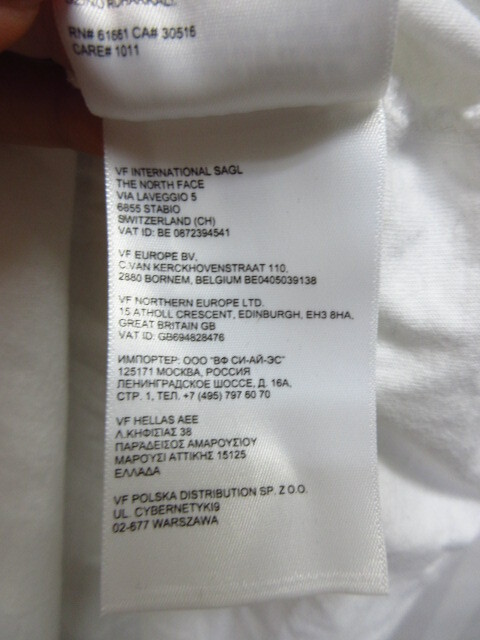 RN# 61661 CA# 30516
CARE# 1011
VF INTERNATIONAL SAGL
THE NORTH FACE
VIA LAVEGGIO 5
6855 STABIO
SWITZERLAND (CH)
VAT ID: BE 0872394541
VF EUROPE BV,
C.VAN KERCKHOVENSTRAAT 110,
2880 BORNEM, BELGIUM BE0405039138
VF NORTHERN EUROPE LTD.
15 ATHOLL CRESCENT, EDINBURGH, EH3 8HA,
GREAT BRITAIN GB
VAT ID: GB694828476
ИМПОРТЕР: ООО "ВФ СИ-АЙ-ЭС"
125171 МОСКВА, РОССИЯ
ЛЕНИНГРАДСКОЕ ШОССЕ, Д. 16А,
СТР. 1, ТЕЛ. +7 (495) 797 60 70
VF HELLAS AEE
Λ.ΚΗΦΙΣΙΑΣ 38
ΠΑΡΆΔΕΙΣΟΣ ΑΜΑΡΟΥΣΙΟΥ
ΜΑΡΟΎΣΙ ΑΤΤΙΚΗΣ 15125
ΕΛΛΑΔΑ
VF POLSKA DISTRIBUTION SP. Z O.O.
UL. CYBERNETYKI9
02-677 WARSZAWA